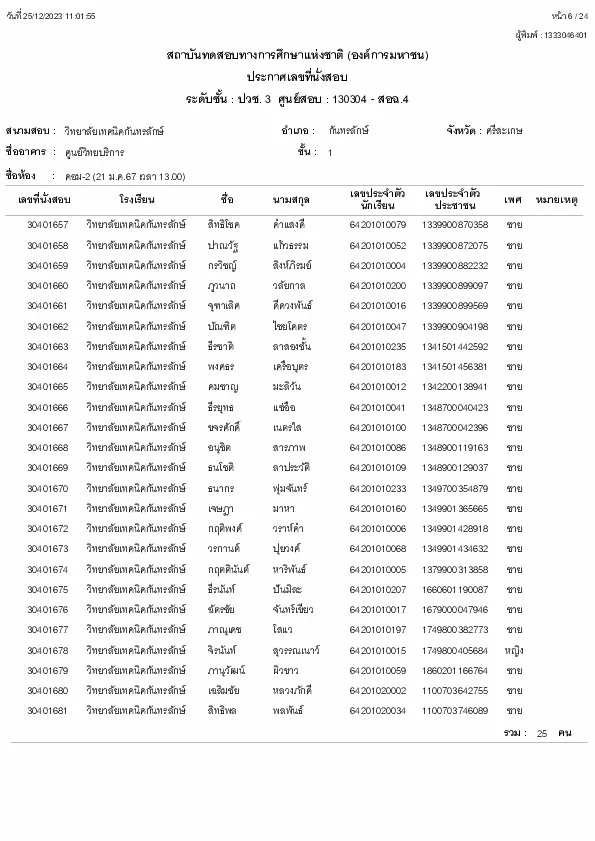 วันที่ 25/12/2023 11:01:55 หน้า 6 / 24
ผู้พิมพ์ : 1333046401
สถาบันทดสอบทางการศึกษาแห่งชาติ (องค์การมหาชน)
ประกาศเลขที่นั่งสอบ
ระดับชั้น : ปวช. 3 ศูนย์สอบ : 130304 - สอฉ.4
สนามสอบ : วิทยาลัยเทคนิคกันทรลักษ์ อำเภอ : กันทรลักษ์ จังหวัด : ศรีสะเกษ
ชื่ออาคาร : ศูนย์วิทยบริการ ชั้น : 1
ชื่อห้อง : คอม-2 (21 ม.ค.67 เวลา 13.00)
เลขที่นั่งสอบ โรงเรียน ชื่อ นามสกุล เลขประจำตัวนักเรียน เลขประจำตัวประชาชน เพศ หมายเหตุ
30401657 วิทยาลัยเทคนิคกันทรลักษ์ สิทธิโชค คำแสงดี 64201010079 1339900870358 ชาย
30401658 วิทยาลัยเทคนิคกันทรลักษ์ ปาณวัฐ แก้วธรรม 64201010052 1339900872075 ชาย
30401659 วิทยาลัยเทคนิคกันทรลักษ์ กรวิชญ์ สิงห์ภิรมย์ 64201010004 1339900882232 ชาย
30401660 วิทยาลัยเทคนิคกันทรลักษ์ ภูวนาถ วลัยกาล 64201010200 1339900899097 ชาย
30401661 วิทยาลัยเทคนิคกันทรลักษ์ จุฑาเลิศ ดีดวงพันธ์ 64201010016 1339900899569 ชาย
30401662 วิทยาลัยเทคนิคกันทรลักษ์ บัณฑิต ไชยโคตร 64201010047 1339900904198 ชาย
30401663 วิทยาลัยเทคนิคกันทรลักษ์ ธีรชาติ ลาสองชั้น 64201010235 1341501442592 ชาย
30401664 วิทยาลัยเทคนิคกันทรลักษ์ พงศธร เครือบุตร 64201010183 1341501456381 ชาย
30401665 วิทยาลัยเทคนิคกันทรลักษ์ คมชาญ มะลิวัน 64201010012 1342200138941 ชาย
30401666 วิทยาลัยเทคนิคกันทรลักษ์ ธีรยุทธ แซ่อื้อ 64201010041 1348700040423 ชาย
30401667 วิทยาลัยเทคนิคกันทรลักษ์ ขจรศักดิ์ เนตรใส 64201010100 1348700042396 ชาย
30401668 วิทยาลัยเทคนิคกันทรลักษ์ อนุชิต สารภาพ 64201010086 1348900119163 ชาย
30401669 วิทยาลัยเทคนิคกันทรลักษ์ ธนโชติ ลาประวัติ 64201010109 1348900129037 ชาย
30401670 วิทยาลัยเทคนิคกันทรลักษ์ ธนากร พุ่มจันทร์ 64201010233 1349700354879 ชาย
30401671 วิทยาลัยเทคนิคกันทรลักษ์ เจษฎา มาหา 64201010160 1349901365665 ชาย
30401672 วิทยาลัยเทคนิคกันทรลักษ์ กฤติพงศ์ วราห์คำ 64201010006 1349901428918 ชาย
30401673 วิทยาลัยเทคนิคกันทรลักษ์ วรกานต์ ปุยวงค์ 64201010068 1349901434632 ชาย
30401674 วิทยาลัยเทคนิคกันทรลักษ์ กฤตตินันต์ หาริพันธ์ 64201010005 1379900313858 ชาย
30401675 วิทยาลัยเทคนิคกันทรลักษ์ ธีรนันท์ ปันมิละ 64201010207 1660601190087 ชาย
30401676 วิทยาลัยเทคนิคกันทรลักษ์ ฉัตรชัย จันทร์เขียว 64201010017 1679000047946 ชาย
30401677 วิทยาลัยเทคนิคกันทรลักษ์ ภาณุเดช โสแว 64201010197 1749800382773 ชาย
30401678 วิทยาลัยเทคนิคกันทรลักษ์ จิรนันท์ สุวรรณเนาว์ 64201010015 1749800405684 หญิง
30401679 วิทยาลัยเทคนิคกันทรลักษ์ ภานุวัฒน์ ผิวขาว 64201010059 1860201166764 ชาย
30401680 วิทยาลัยเทคนิคกันทรลักษ์ เฉลิมชัย หลวงภักดี 64201020002 1100703642755 ชาย
30401681 วิทยาลัยเทคนิคกันทรลักษ์ สิทธิพล พลพันธ์ 64201020034 1100703746089 ชาย
รวม : 25 คน